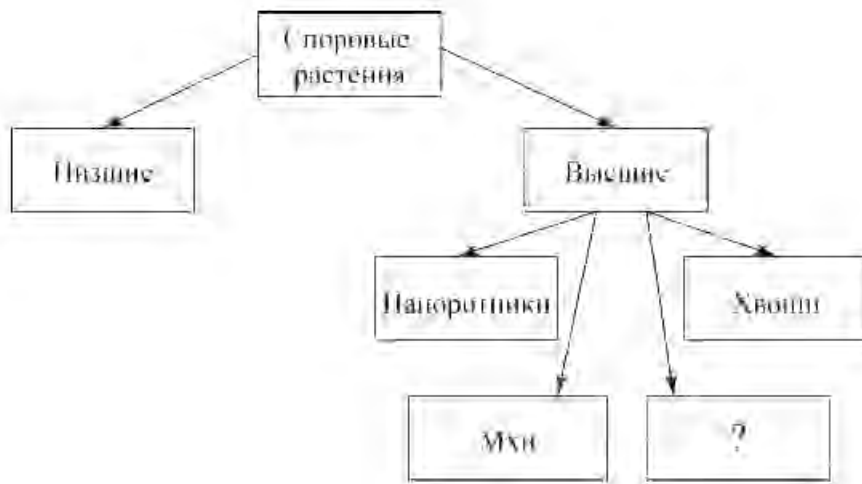 Споровые
растения
Низшие
Высшие
Папоротники
Хвощи
Мхи
?